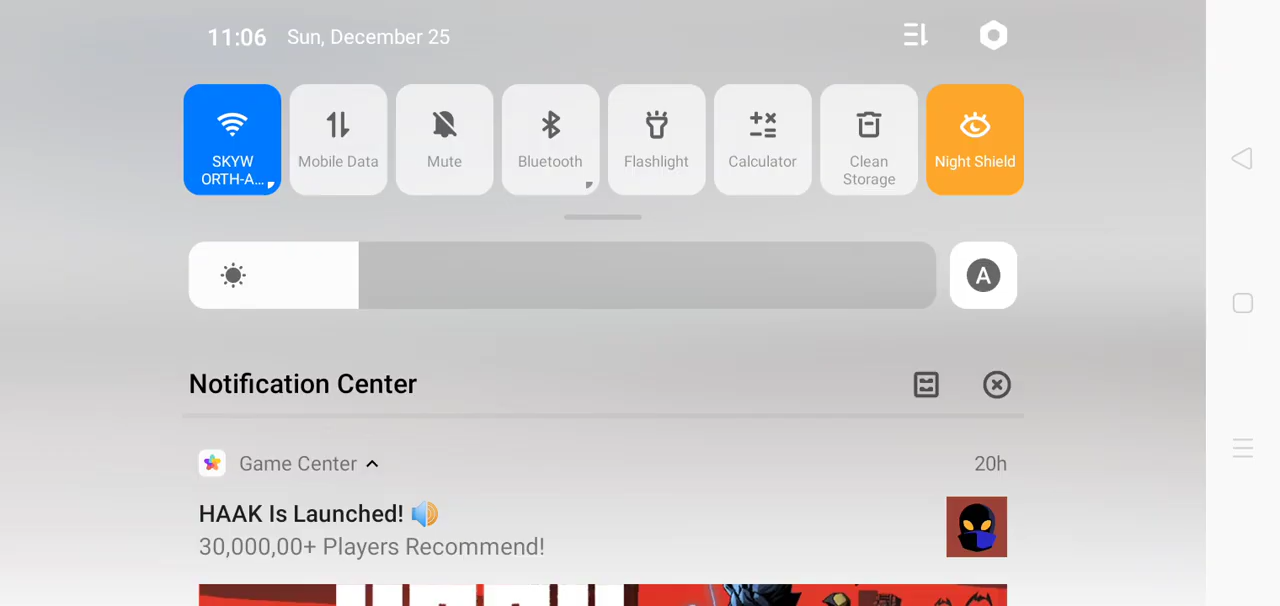 11:06 Sun, December 25
SKYW
ORTH-A...
Mobile Data
Mute
Bluetooth
Flashlight
Calculator
Clean
Storage
Night Shield
A
Notification Center
Game Center 20h
HAAK Is Launched! 🔊
30,000,00+ Players Recommend!